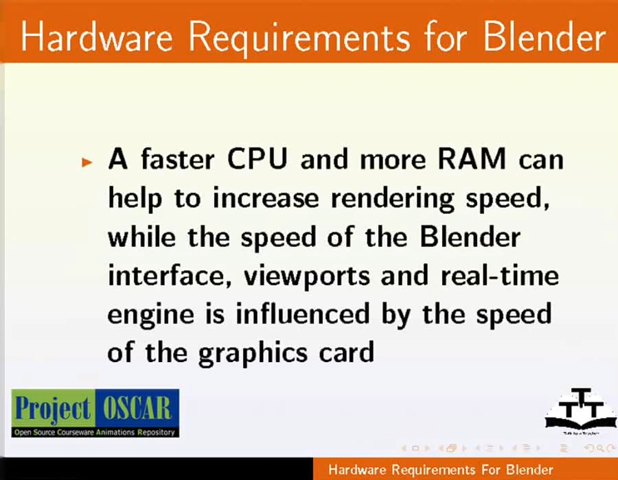 Hardware Requirements for Blender
A faster CPU and more RAM can
help to increase rendering speed,
while the speed of the Blender
interface, viewports and real-time
engine is influenced by the speed
of the graphics card
Project OSCAR
Open Source Courseware Animations Repository
TTT
Hardware Requirements For Blender